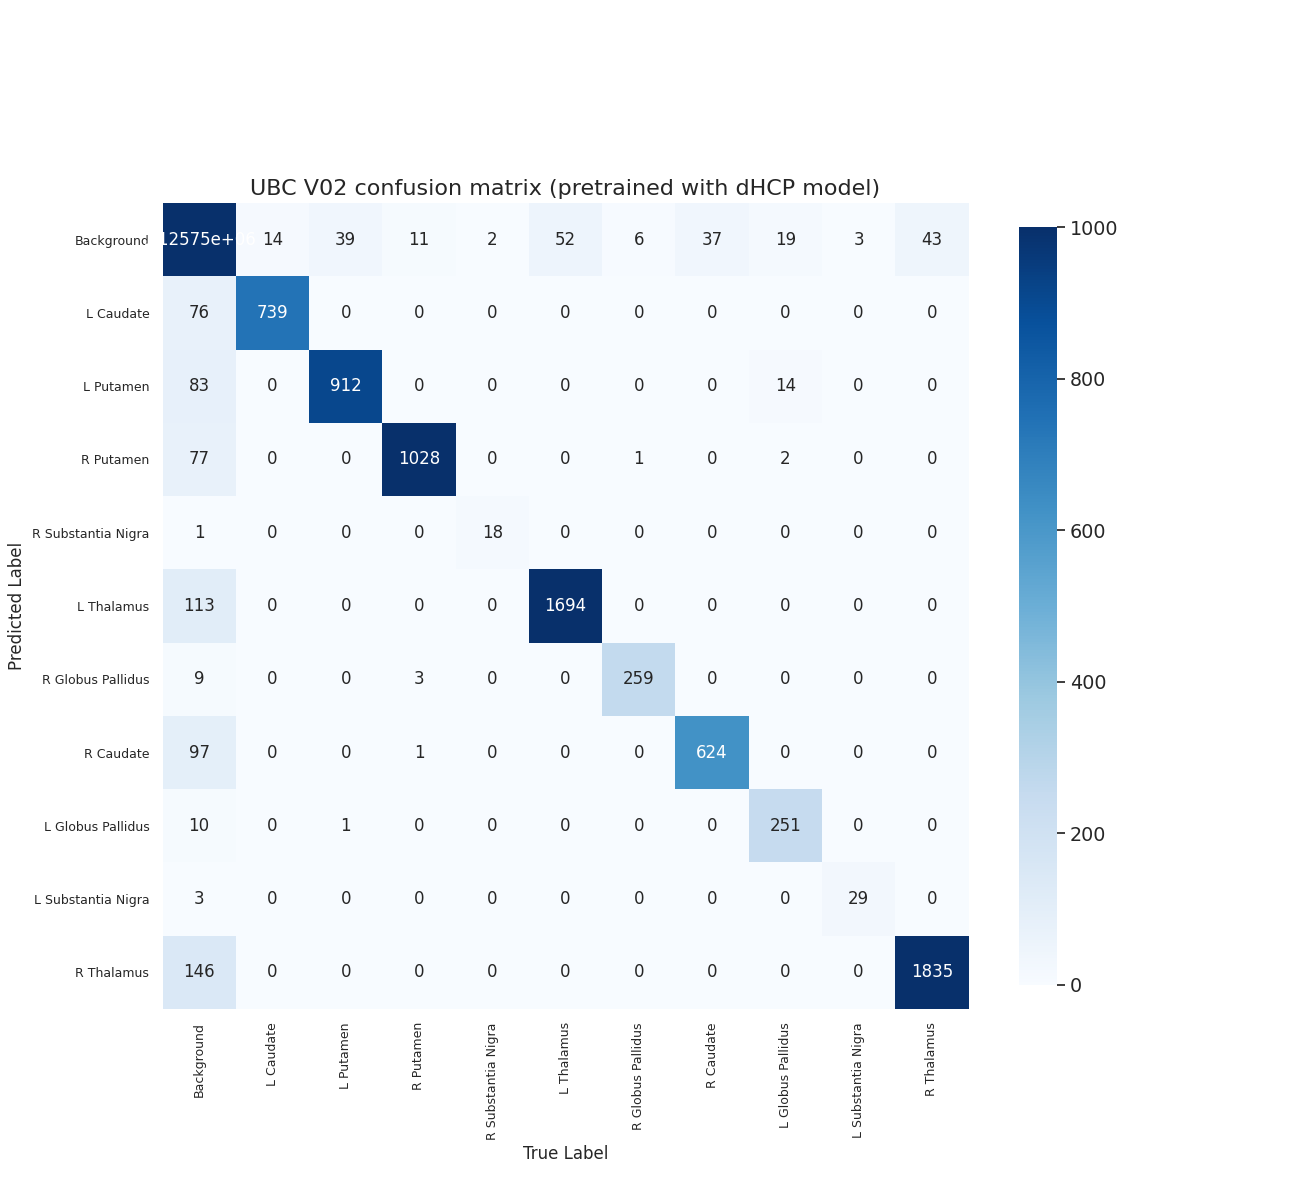 UBC V02 confusion matrix (pretrained with dHCP model)
Background 14 39 11 2 52 6 37 19 3 43
L Caudate 76 739 0 0 0 0 0 0 0 0 0
L Putamen 83 0 912 0 0 0 0 0 14 0 0
R Putamen 77 0 0 1028 0 0 1 0 2 0 0
R Substantia Nigra 1 0 0 0 18 0 0 0 0 0 0
L Thalamus 113 0 0 0 0 1694 0 0 0 0 0
R Globus Pallidus 9 0 0 3 0 0 259 0 0 0 0
R Caudate 97 0 0 1 0 0 0 624 0 0 0
L Globus Pallidus 10 0 1 0 0 0 0 0 251 0 0
L Substantia Nigra 3 0 0 0 0 0 0 0 0 29 0
R Thalamus 146 0 0 0 0 0 0 0 0 0 1835
Background L Caudate L Putamen R Putamen R Substantia Nigra L Thalamus R Globus Pallidus R Caudate L Globus Pallidus L Substantia Nigra R Thalamus
True Label
Predicted Label
1000
800
600
400
200
0